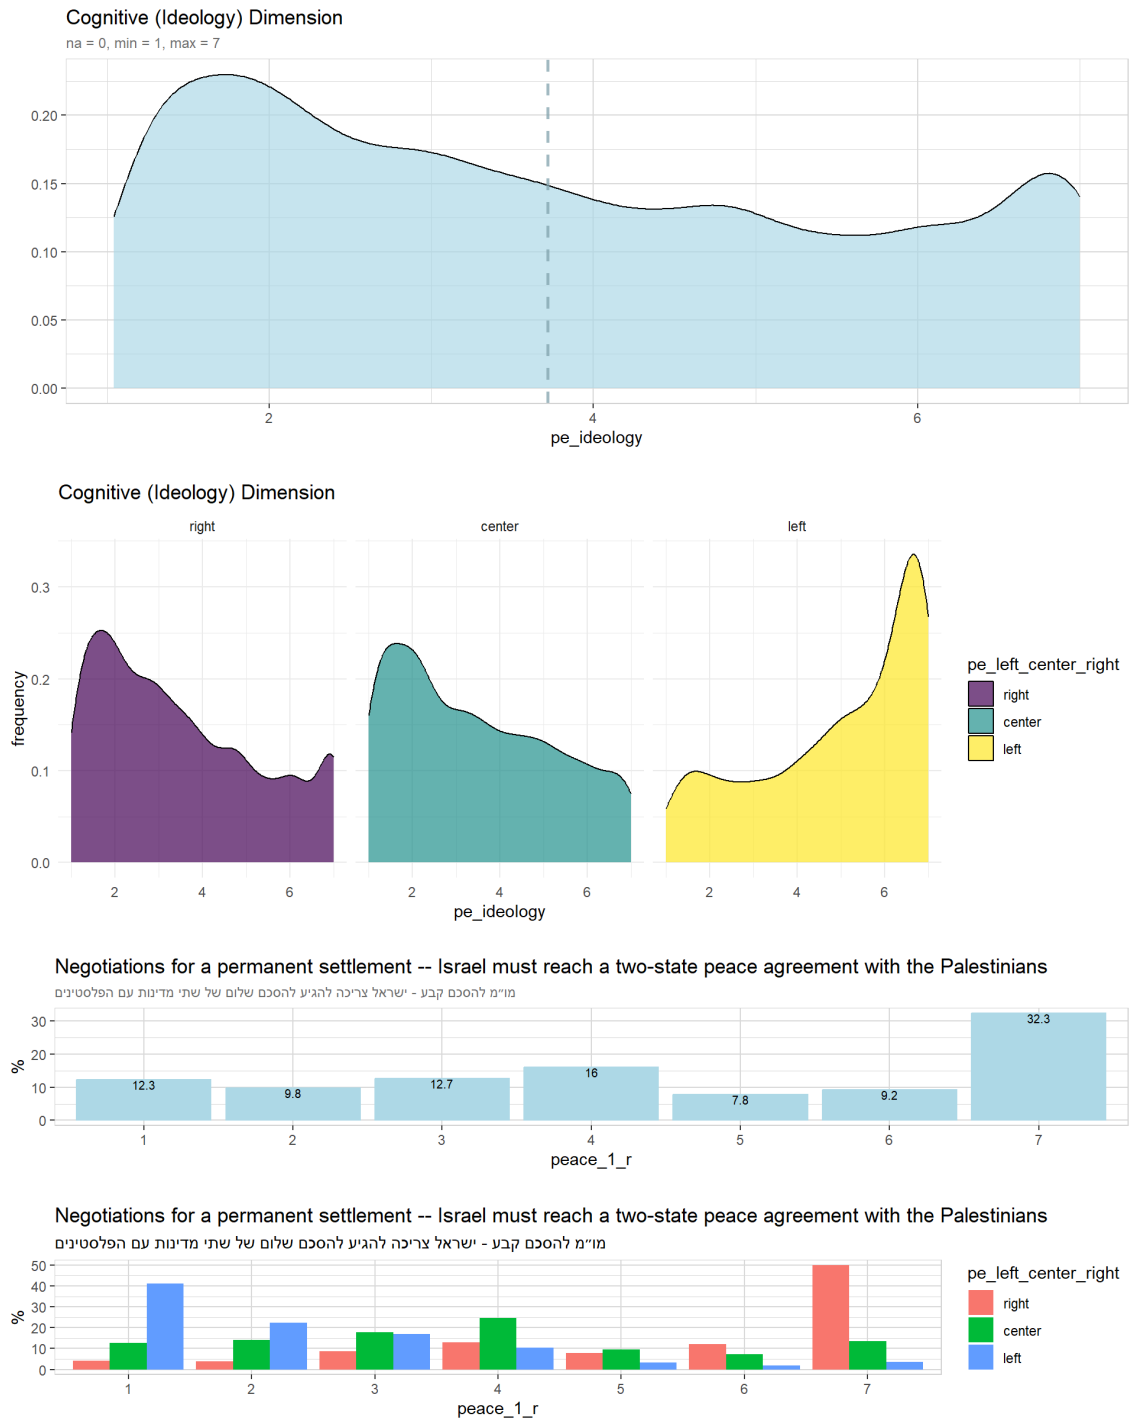 Cognitive (Ideology) Dimension
na = 0, min = 1, max = 7
0.20
0.15
0.10
0.05
0.00
2 4 6
pe_ideology
Cognitive (Ideology) Dimension
right center left
frequency
0.3
0.2
0.1
0.0
2 4 6 2 4 6 2 4 6
pe_ideology
pe_left_center_right
right
center
left
Negotiations for a permanent settlement -- Israel must reach a two-state peace agreement with the Palestinians
מו״מ להסכם קבע - ישראל צריכה להגיע להסכם שלום של שתי מדינות עם הפלסטינים
%
30
20
10
0
12.3 9.8 12.7 16 7.8 9.2 32.3
1 2 3 4 5 6 7
peace_1_r
Negotiations for a permanent settlement -- Israel must reach a two-state peace agreement with the Palestinians
מו״מ להסכם קבע - ישראל צריכה להגיע להסכם שלום של שתי מדינות עם הפלסטינים
%
50
40
30
20
10
0
1 2 3 4 5 6 7
peace_1_r
pe_left_center_right
right
center
left